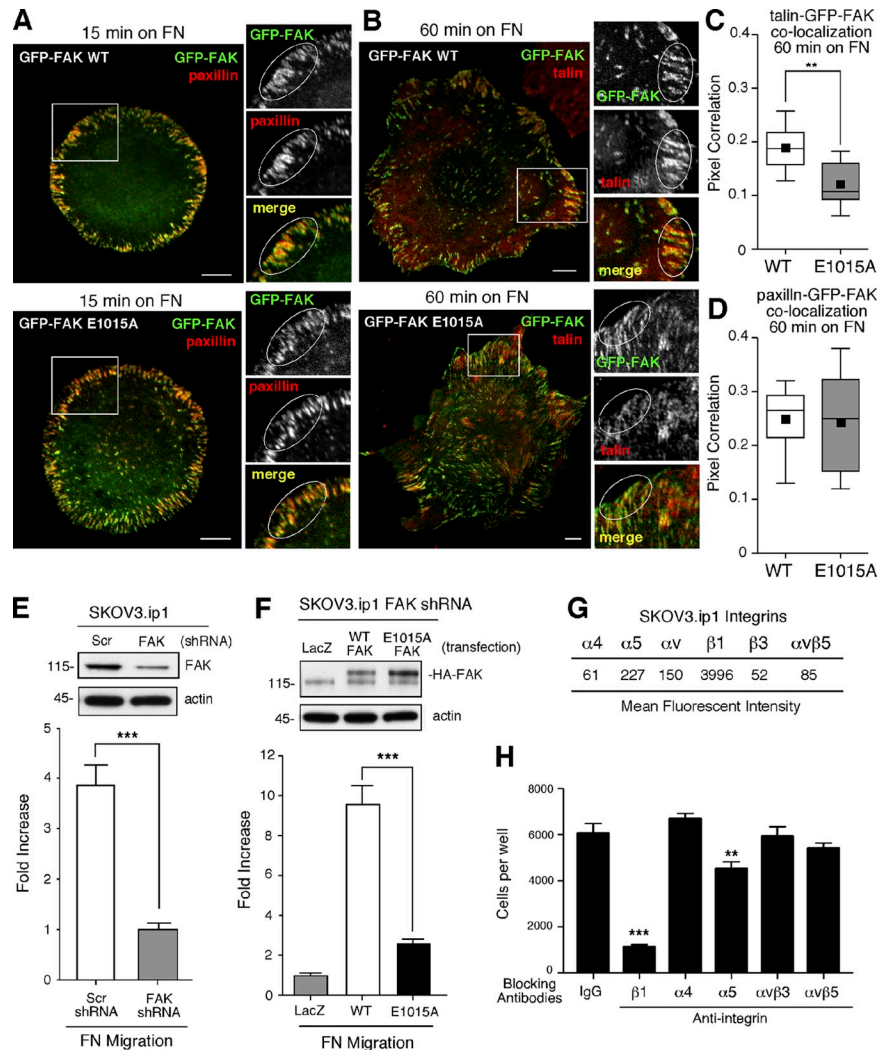 A
15 min on FN
GFP-FAK WT
GFP-FAK
paxillin
GFP-FAK
paxillin
merge
15 min on FN
GFP-FAK E1015A
GFP-FAK
paxillin
GFP-FAK
paxillin
merge
B
60 min on FN
GFP-FAK WT
GFP-FAK
talin
GFP-FAK
talin
merge
60 min on FN
GFP-FAK E1015A
GFP-FAK
talin
GFP-FAK
talin
merge
C
talin-GFP-FAK
co-localization
60 min on FN
**
Pixel Correlation
0.4
0.3
0.2
0.1
0
WT E1015A
D
paxilln-GFP-FAK
co-localization
60 min on FN
Pixel Correlation
0.4
0.3
0.2
0.1
0
WT E1015A
E
SKOV3.ip1
Scr FAK (shRNA)
115- FAK
45- actin
***
Fold Increase
5
4
3
2
1
0
Scr shRNA
FAK shRNA
FN Migration
F
SKOV3.ip1 FAK shRNA
LacZ WT FAK E1015A FAK (transfection)
115- -HA-FAK
45- actin
***
Fold Increase
12
10
8
6
4
2
0
LacZ WT E1015A
FN Migration
G
SKOV3.ip1 Integrins
α4 α5 αv β1 β3 αvβ5
61 227 150 3996 52 85
Mean Fluorescent Intensity
H
Cells per well
8000
6000
4000
2000
0
***
**
Blocking Antibodies
IgG β1 α4 α5 αvβ3 αvβ5
Anti-integrin